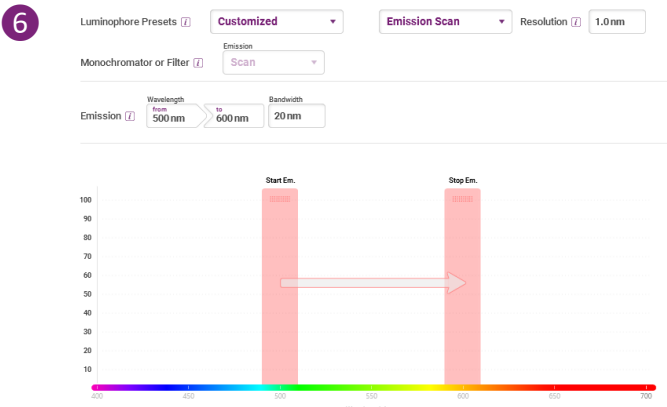 6
Luminophore Presets i Customized Emission Scan Resolution i 1.0 nm
Emission
Monochromator or Filter i Scan
Wavelength Bandwidth
from to
Emission i 500 nm 600 nm 20 nm
Start Em. Stop Em.
100
90
80
70
60
50
40
30
20
10
400 450 500 550 600 650 700